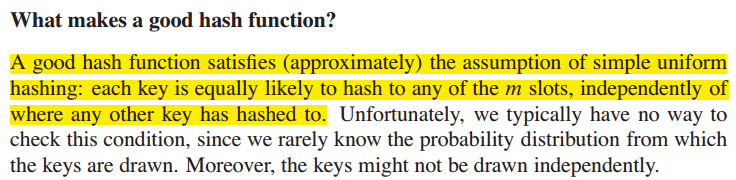 What makes a good hash function?
A good hash function satisfies (approximately) the assumption of simple uniform
hashing: each key is equally likely to hash to any of the m slots, independently of
where any other key has hashed to. Unfortunately, we typically have no way to
check this condition, since we rarely know the probability distribution from which
the keys are drawn. Moreover, the keys might not be drawn independently.